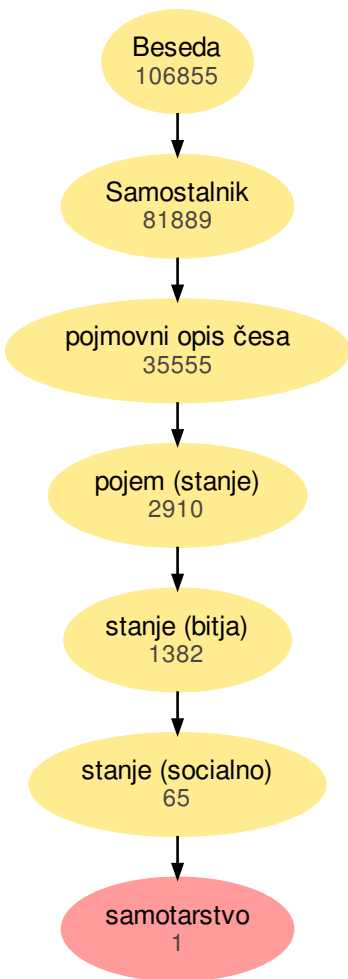 Beseda
106855
Samostalnik
81889
pojmovni opis česa
35555
pojem (stanje)
2910
stanje (bitja)
1382
stanje (socialno)
65
samotarstvo
1